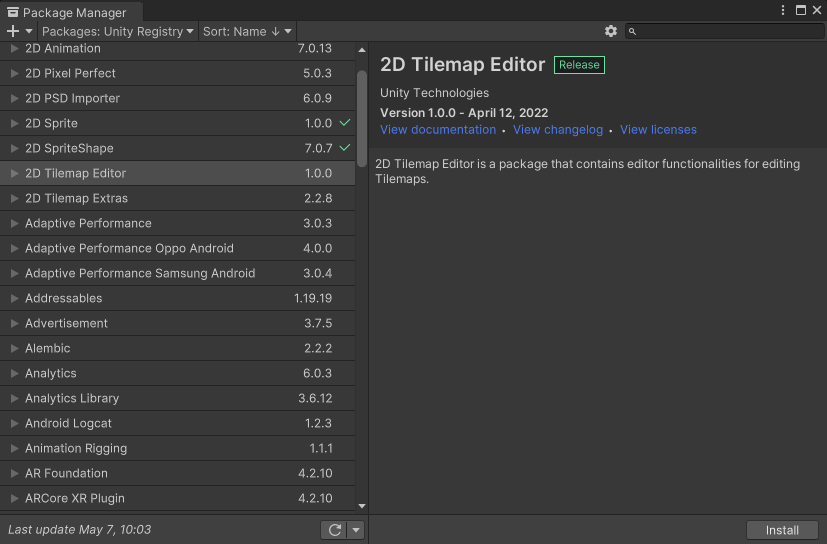 Package Manager
Packages: Unity Registry
Sort: Name ↓
2D Animation 7.0.13
2D Pixel Perfect 5.0.3
2D PSD Importer 6.0.9
2D Sprite 1.0.0
2D SpriteShape 7.0.7
2D Tilemap Editor 1.0.0
2D Tilemap Extras 2.2.8
Adaptive Performance 3.0.3
Adaptive Performance Oppo Android 4.0.0
Adaptive Performance Samsung Android 3.0.4
Addressables 1.19.19
Advertisement 3.7.5
Alembic 2.2.2
Analytics 6.0.3
Analytics Library 3.6.12
Android Logcat 1.2.3
Animation Rigging 1.1.1
AR Foundation 4.2.10
ARCore XR Plugin 4.2.10
Last update May 7, 10:03
2D Tilemap Editor Release
Unity Technologies
Version 1.0.0 - April 12, 2022
View documentation • View changelog • View licenses
2D Tilemap Editor is a package that contains editor functionalities for editing
Tilemaps.
Install